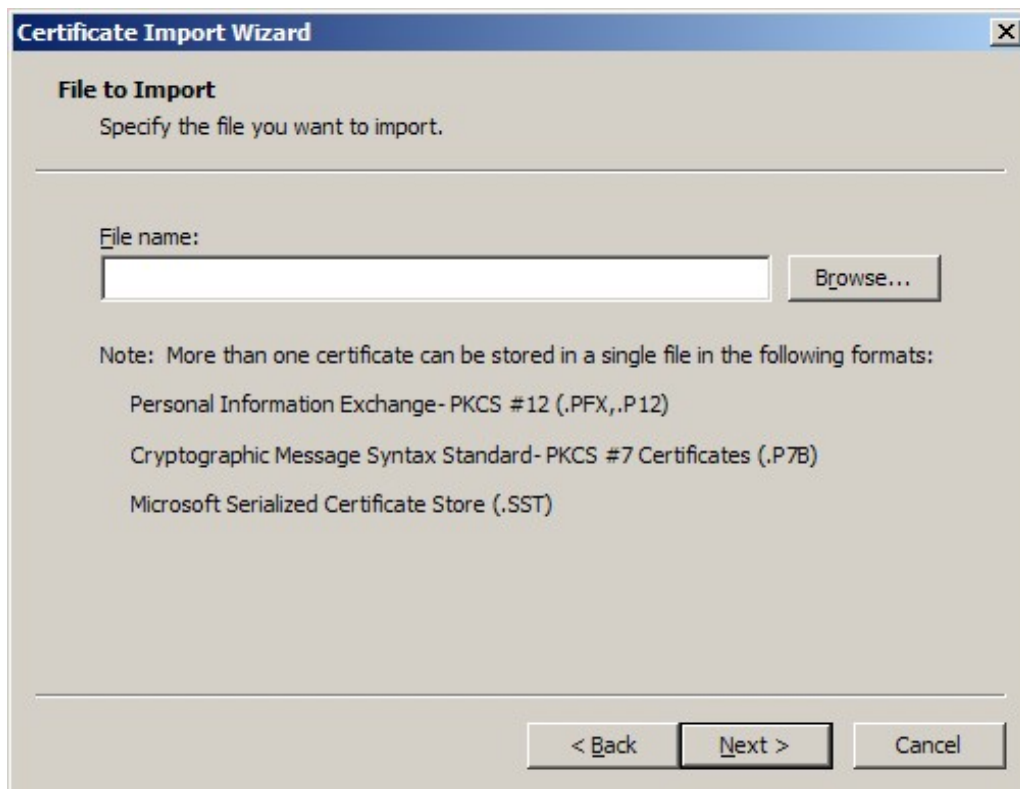 Certificate Import Wizard
File to Import
Specify the file you want to import.
File name:
Browse...
Note: More than one certificate can be stored in a single file in the following formats:
Personal Information Exchange- PKCS #12 (.PFX,.P12)
Cryptographic Message Syntax Standard- PKCS #7 Certificates (.P7B)
Microsoft Serialized Certificate Store (.SST)
< Back Next > Cancel